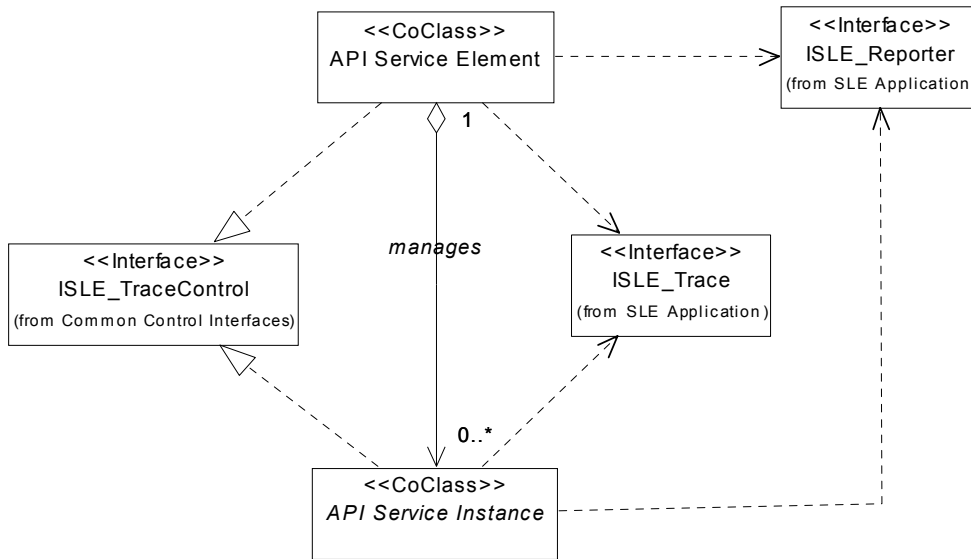 <<CoClass>>
API Service Element
1
<<Interface>>
ISLE_Reporter
(from SLE Application
manages
<<Interface>>
ISLE_TraceControl
(from Common Control Interfaces)
<<Interface>>
ISLE_Trace
(from SLE Application)
0..*
<<CoClass>>
API Service Instance